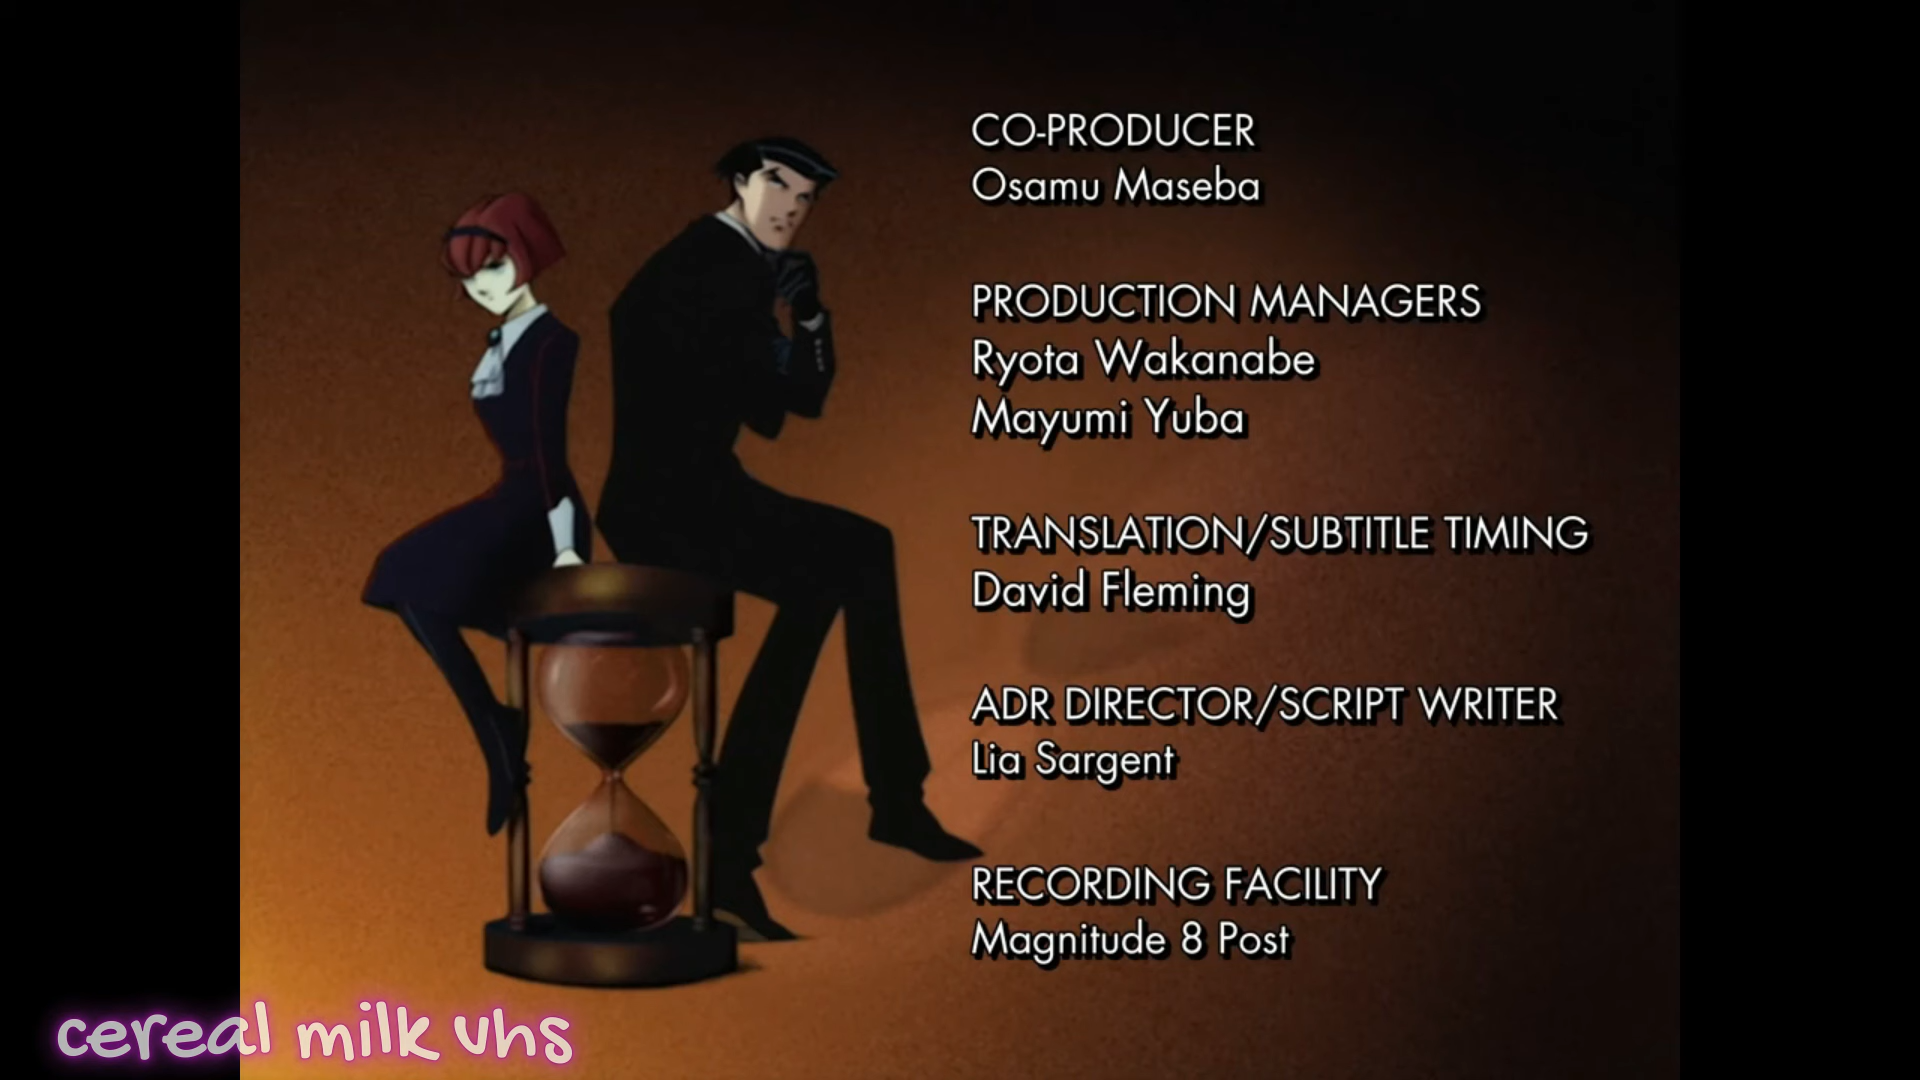 CO-PRODUCER
Osamu Maseba
PRODUCTION MANAGERS
Ryota Wakanabe
Mayumi Yuba
TRANSLATION/SUBTITLE TIMING
David Fleming
ADR DIRECTOR/SCRIPT WRITER
Lia Sargent
RECORDING FACILITY
Magnitude 8 Post
cereal milk vhs